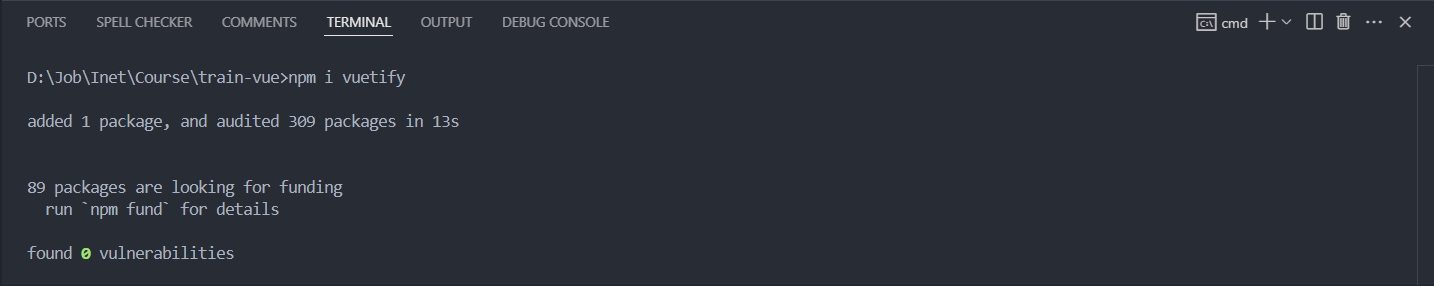 PORTS SPELL CHECKER COMMENTS TERMINAL OUTPUT DEBUG CONSOLE cmd
D:\Job\Inet\Course\train-vue>npm i vuetify
added 1 package, and audited 309 packages in 13s
89 packages are looking for funding
  run `npm fund` for details
found 0 vulnerabilities